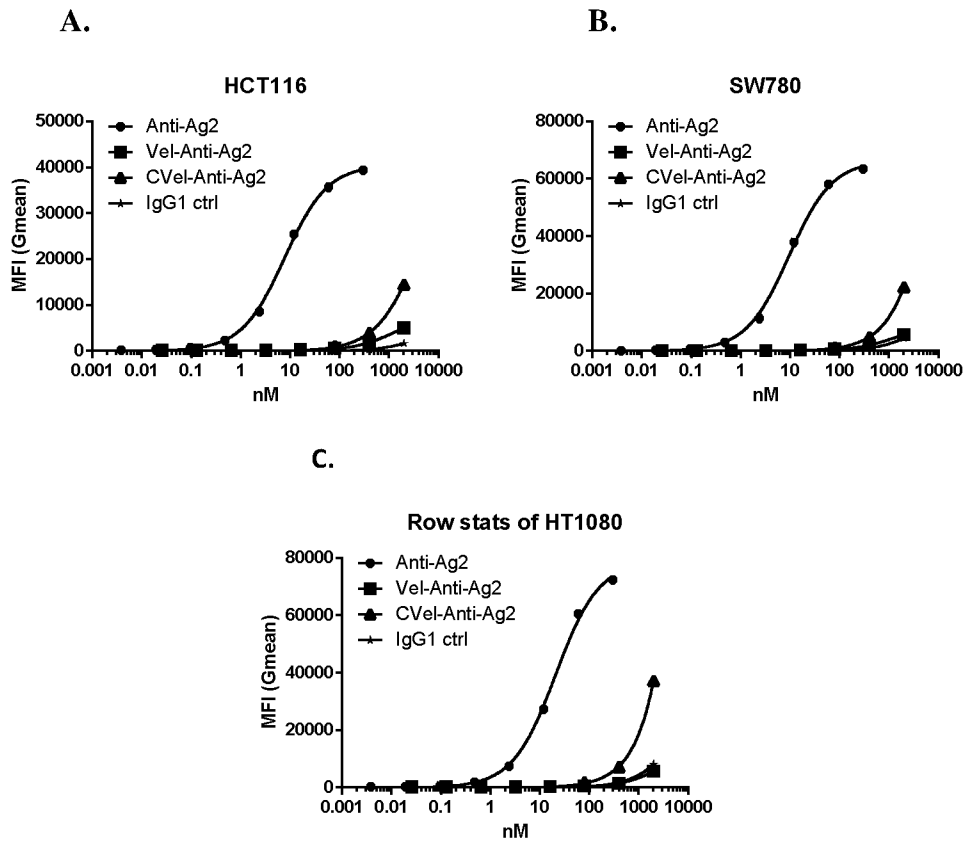 A.
HCT116
Anti-Ag2
Vel-Anti-Ag2
CVel-Anti-Ag2
IgG1 ctrl
50000
40000
30000
20000
10000
0
MFI (Gmean)
0.001 0.01 0.1 1 10 100 1000 10000
nM
B.
SW780
Anti-Ag2
Vel-Anti-Ag2
CVel-Anti-Ag2
IgG1 ctrl
80000
60000
40000
20000
0
MFI (Gmean)
0.001 0.01 0.1 1 10 100 1000 10000
nM
C.
Row stats of HT1080
Anti-Ag2
Vel-Anti-Ag2
CVel-Anti-Ag2
IgG1 ctrl
80000
60000
40000
20000
0
MFI (Gmean)
0.001 0.01 0.1 1 10 100 1000 10000
nM